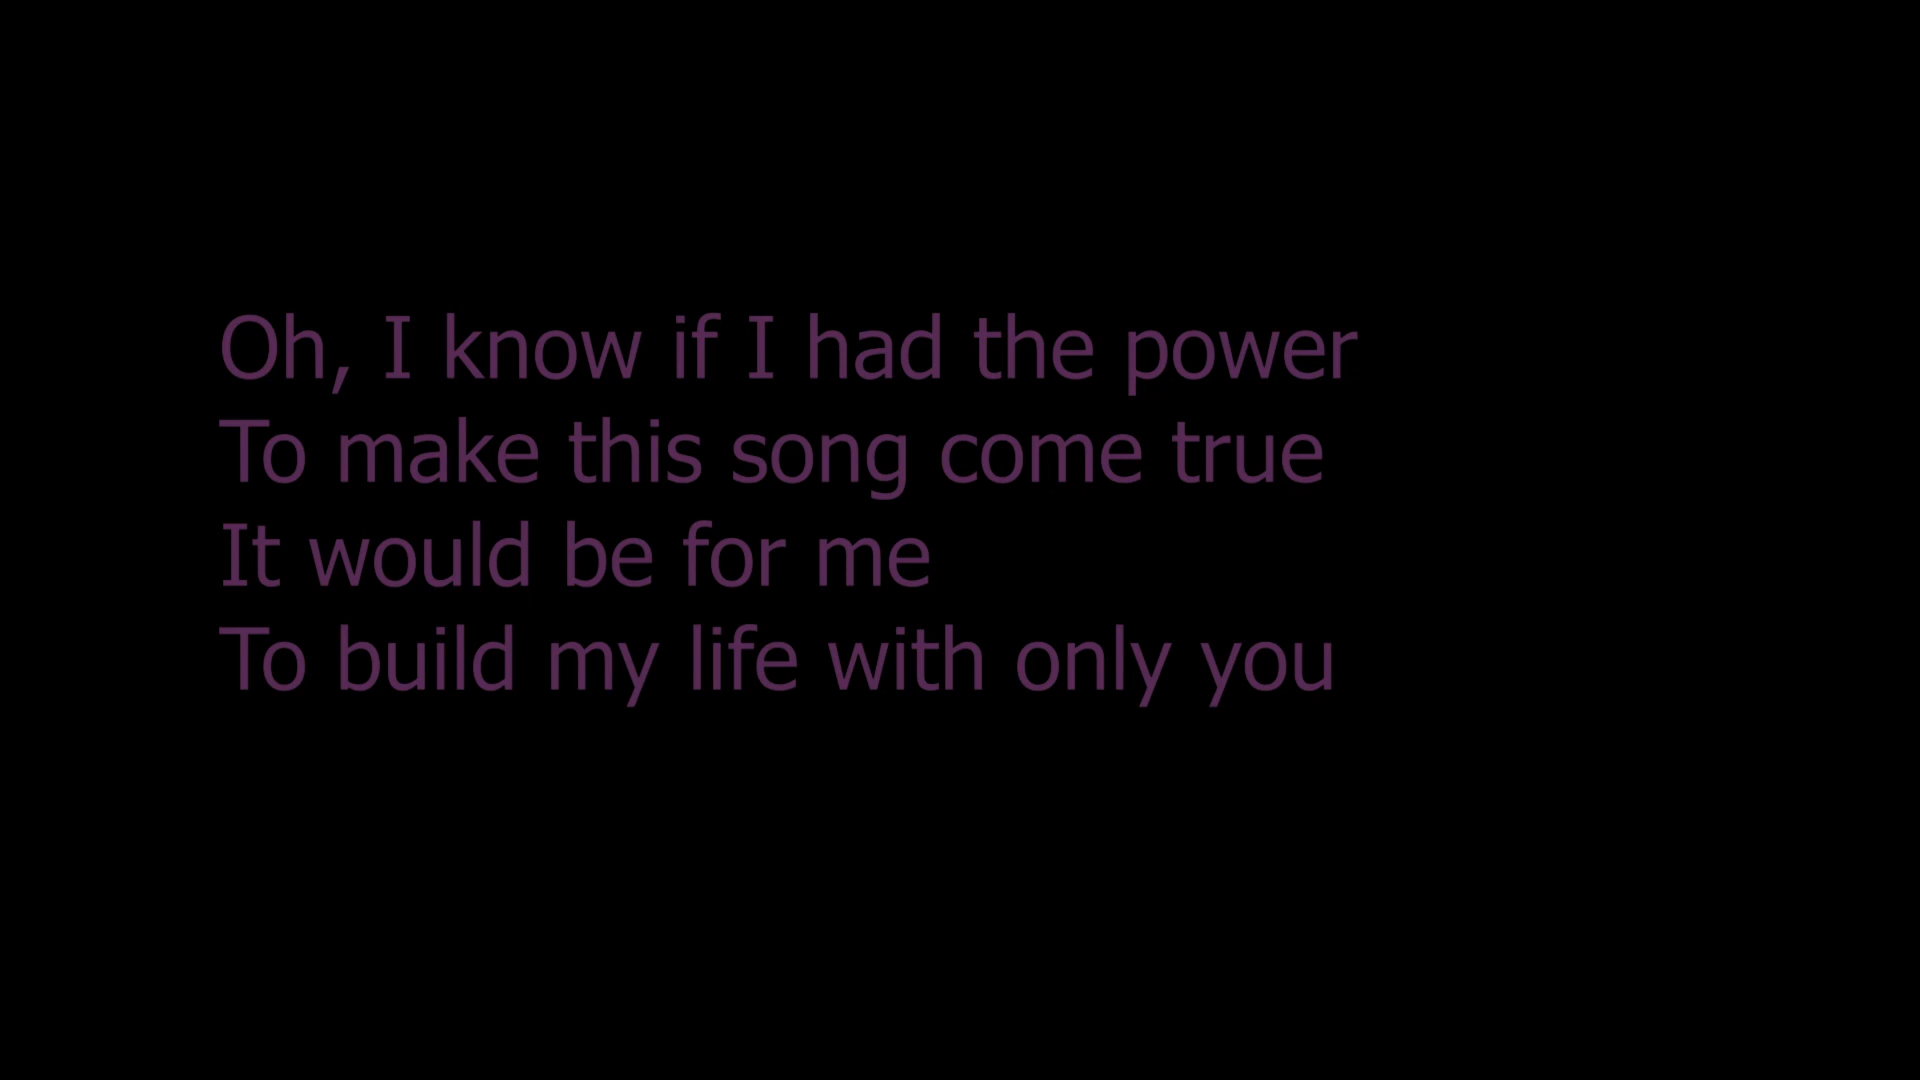 Oh, I know if I had the power
To make this song come true
It would be for me
To build my life with only you